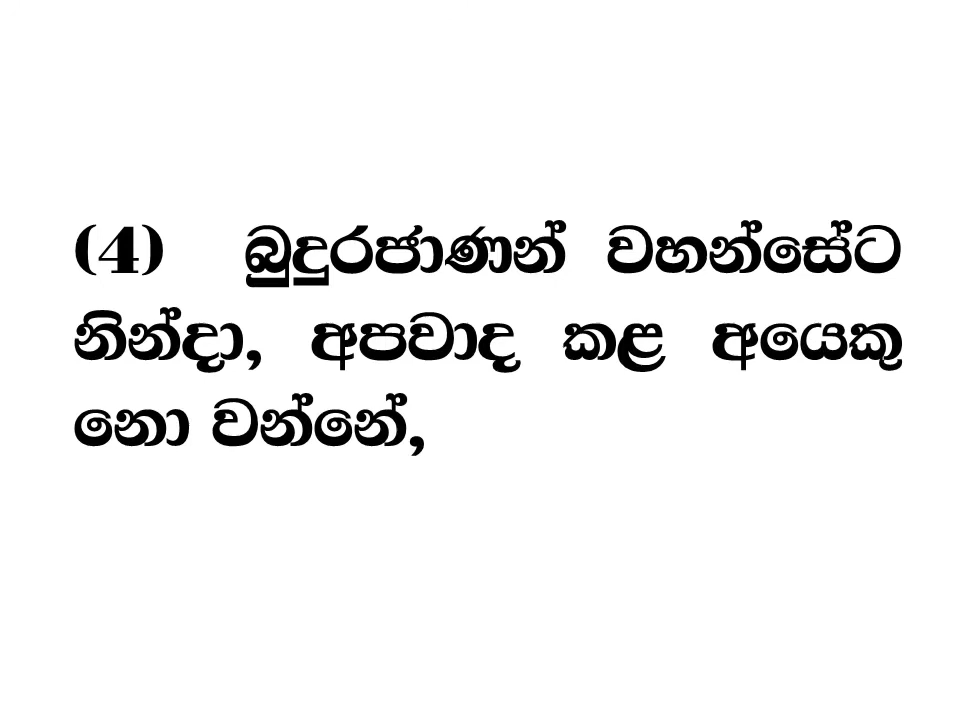 (4) බුදුරජාණන් වහන්සේට
නින්දා, අපවාද කළ අයෙකු
නො වන්නේ,